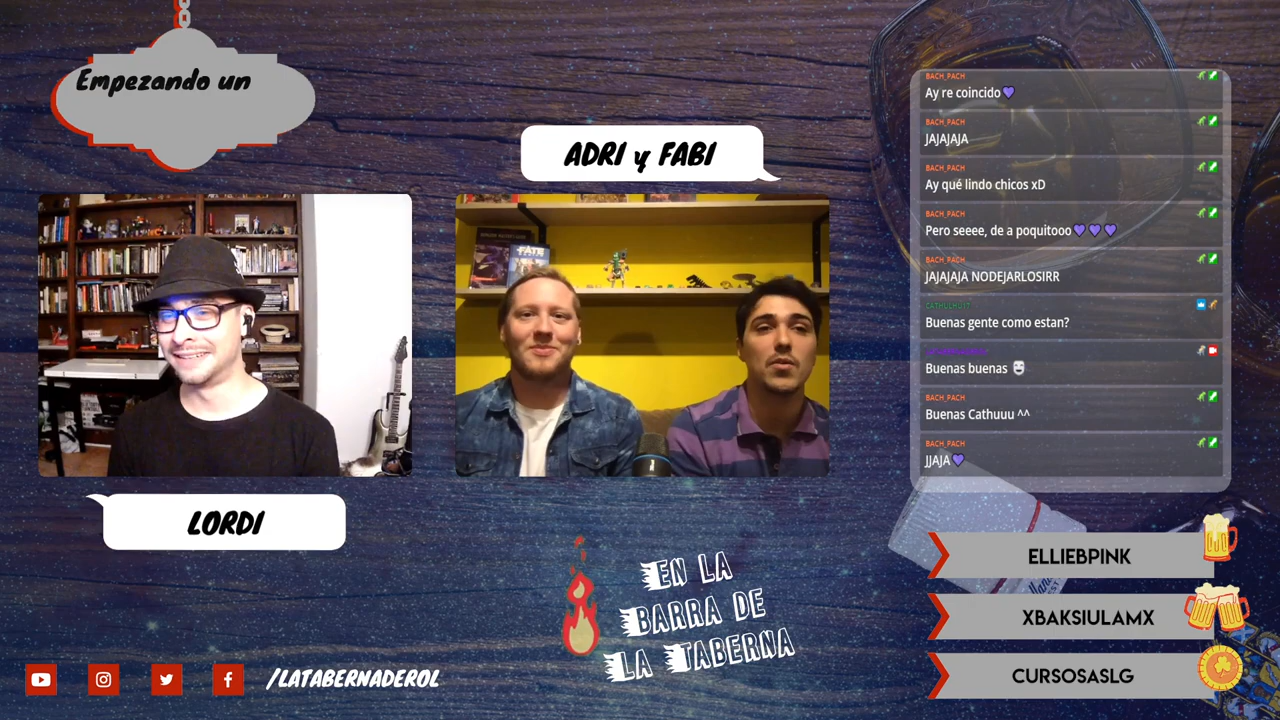 Empezando un
ADRI y FABI
LORDI
FATE
BACH_PACH
Ay re coincido💜
BACH_PACH
JAJAJAJA
BACH_PACH
Ay qué lindo chicos xD
BACH_PACH
Pero seeee, de a poquitooo💜💜💜
BACH_PACH
JAJAJAJA NODEJARLOSIRR
Buenas gente como estan?
Buenas buenas
BACH_PACH
Buenas Cathuuu ^^
BACH_PACH
JJAJA💜
EN LA
BARRA DE
LA TABERNA
ELLIEBPINK
XBAKSIULAMX
CURSOSASLG
/LATABERNADEROL